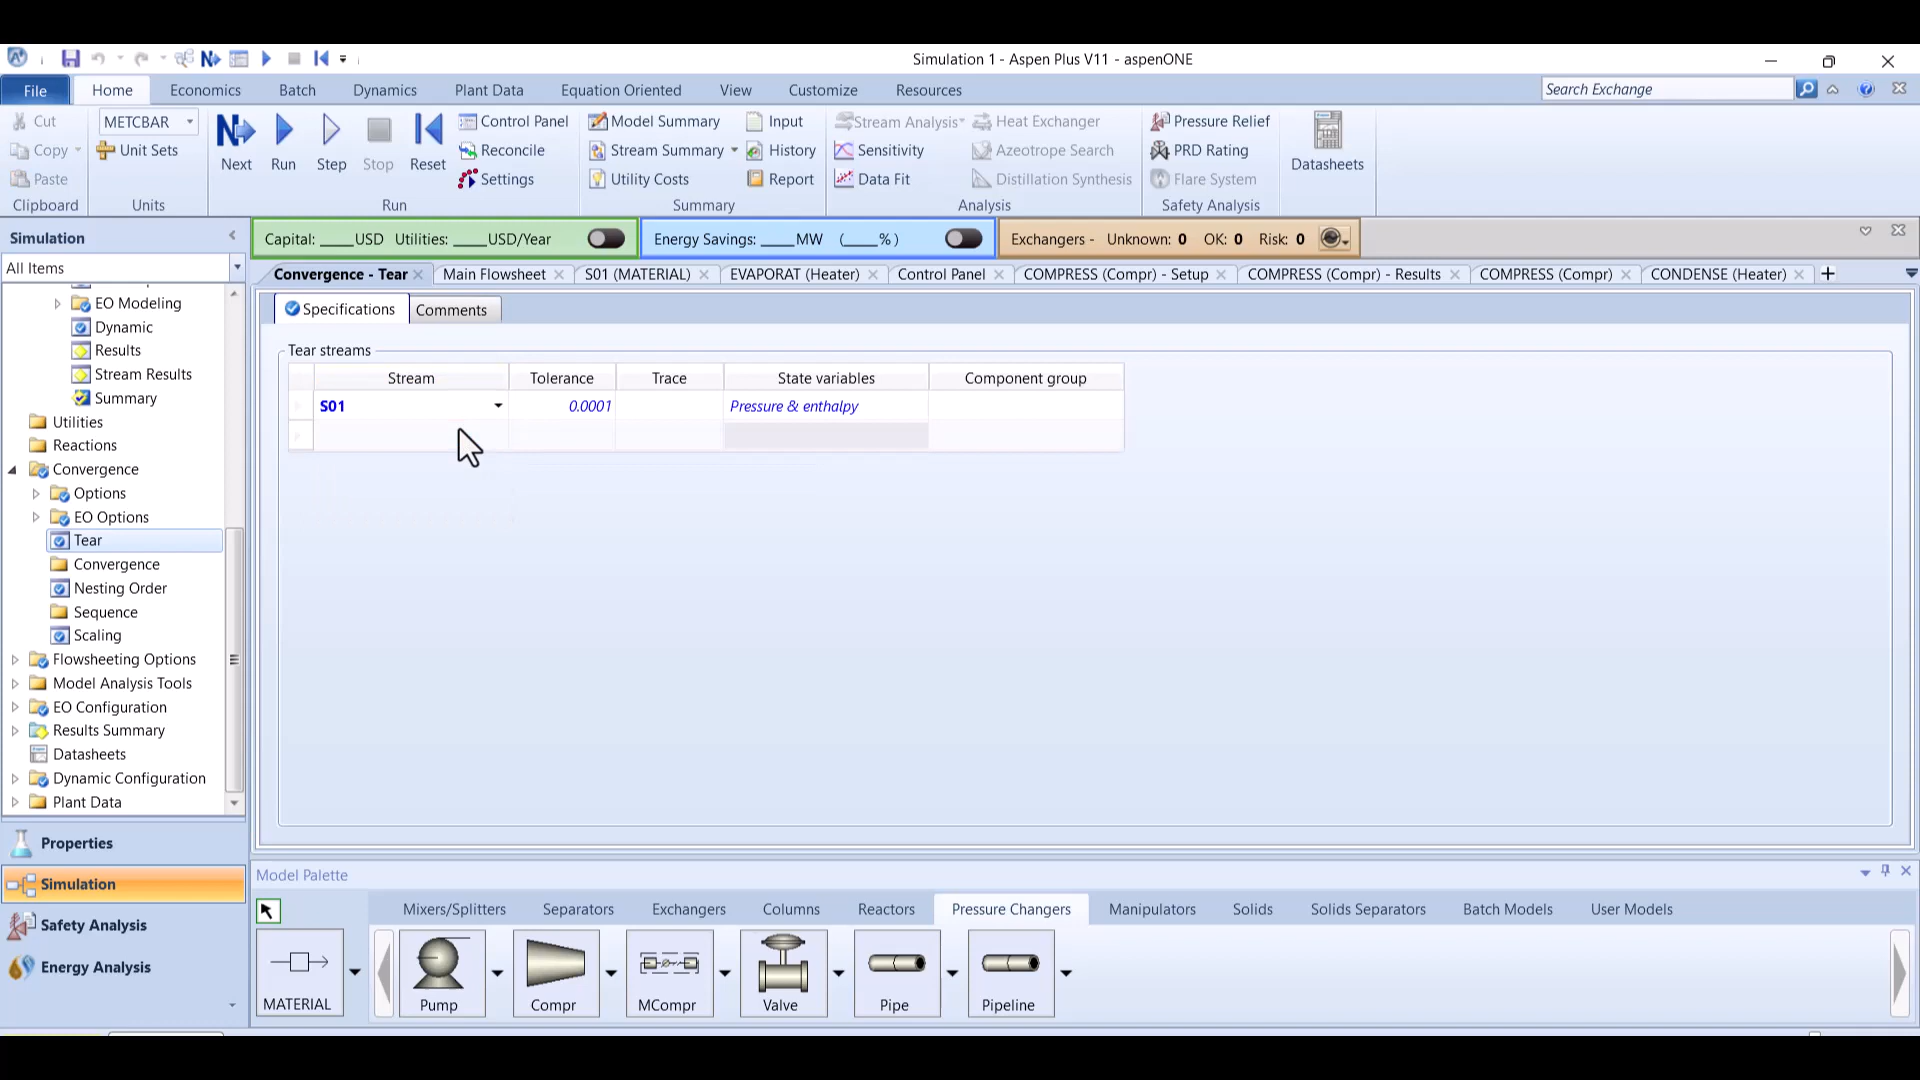 Simulation 1 - Aspen Plus V11 - aspenONE
File Home Economics Batch Dynamics Plant Data Equation Oriented View Customize Resources Search Exchange
Cut METCBAR Control Panel Model Summary Input Stream Analysis Heat Exchanger Pressure Relief
Copy Unit Sets Reconcile Stream Summary History Sensitivity Azeotrope Search PRD Rating
Next Run Step Stop Reset Datasheets
Paste Settings Utility Costs Report Data Fit Distillation Synthesis Flare System
Clipboard Units Run Summary Analysis Safety Analysis
Simulation Capital: ____USD Utilities: ____USD/Year Energy Savings: ____MW (____%) Exchangers - Unknown: 0 OK: 0 Risk: 0
All Items Convergence - Tear Main Flowsheet S01 (MATERIAL) EVAPORAT (Heater) Control Panel COMPRESS (Compr) - Setup COMPRESS (Compr) - Results COMPRESS (Compr) CONDENSE (Heater)
EO Modeling
Dynamic
Results
Stream Results
Summary
Utilities
Reactions
Convergence
Options
EO Options
Tear
Convergence
Nesting Order
Sequence
Scaling
Flowsheeting Options
Model Analysis Tools
EO Configuration
Results Summary
Datasheets
Dynamic Configuration
Plant Data
Properties
Simulation
Safety Analysis
Energy Analysis
Specifications Comments
Tear streams
Stream Tolerance Trace State variables Component group
S01 0.0001 Pressure & enthalpy
Model Palette
Mixers/Splitters Separators Exchangers Columns Reactors Pressure Changers Manipulators Solids Solids Separators Batch Models User Models
MATERIAL Pump Compr MCompr Valve Pipe Pipeline